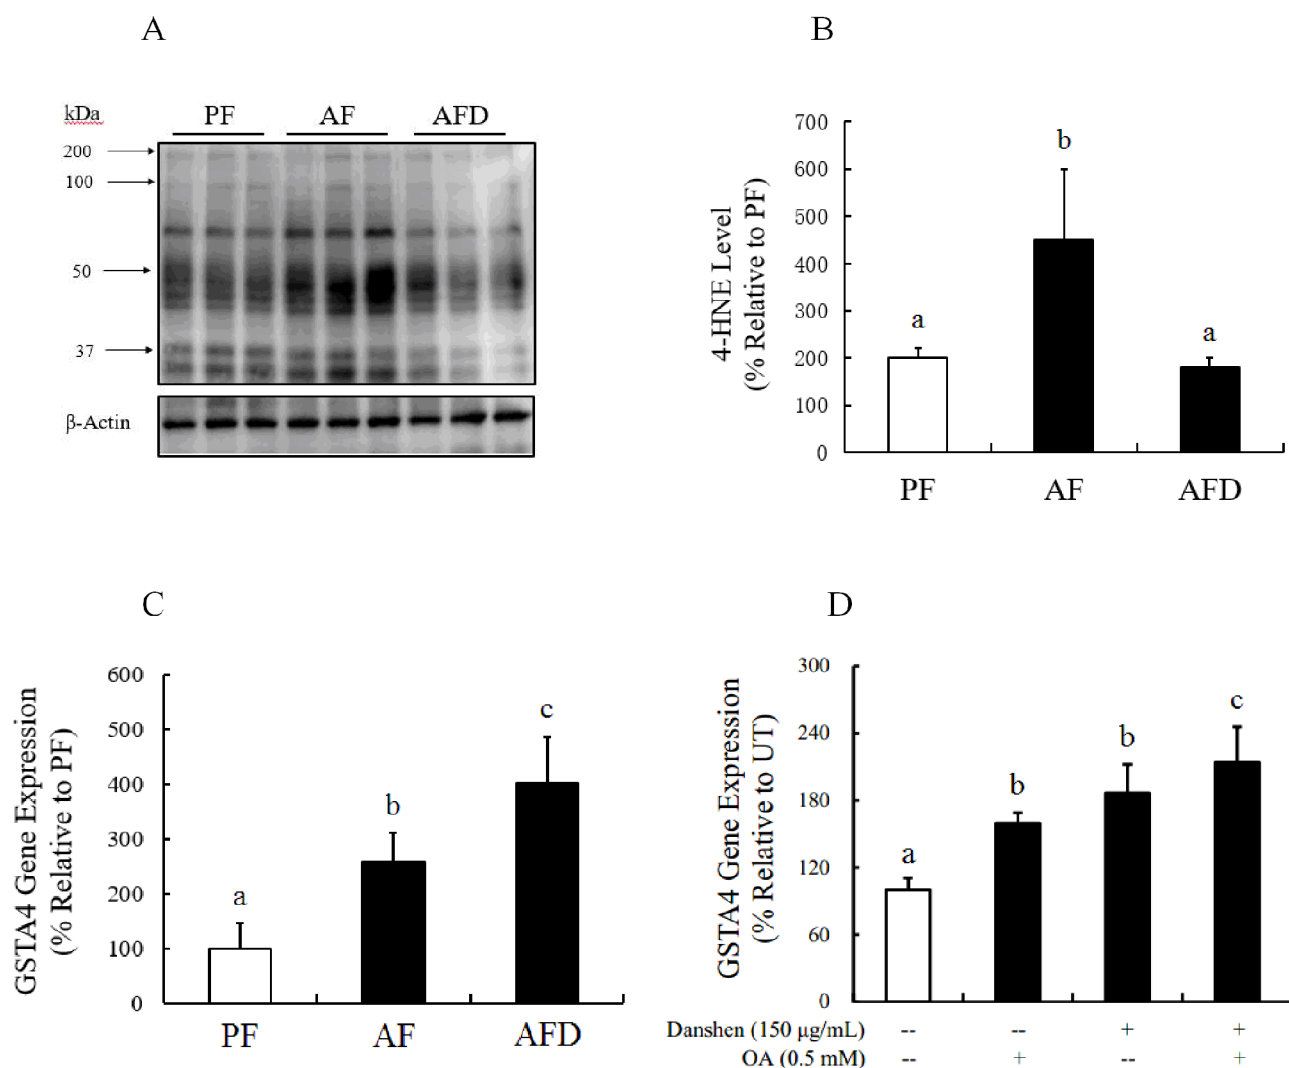 A
kDa
PF AF AFD
200
100
50
37
β-Actin
B
4-HNE Level
(% Relative to PF)
700
600
500
400
300
200
100
0
a
b
a
PF AF AFD
C
GSTA4 Gene Expression
(% Relative to PF)
600
500
400
300
200
100
0
a
b
c
PF AF AFD
D
GSTA4 Gene Expression
(% Relative to UT)
300
240
180
120
60
0
a
b
b
c
Danshen (150 μg/mL) -- -- + +
OA (0.5 mM) -- + -- +